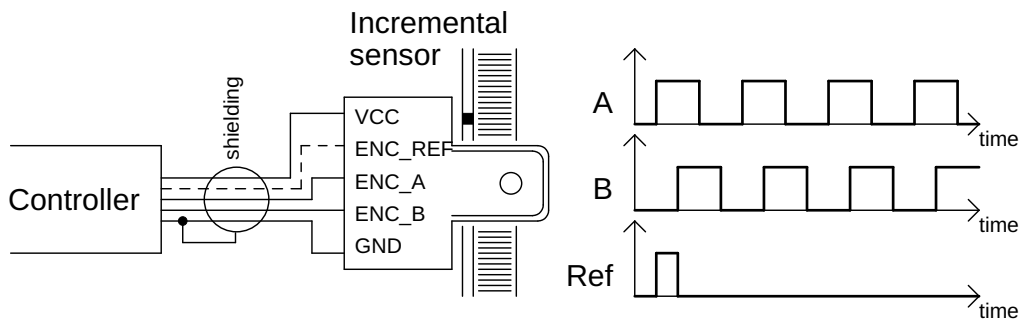 Incremental
sensor
shielding
VCC
ENC_REF
ENC_A
ENC_B
GND
Controller
A
time
B
time
Ref
time